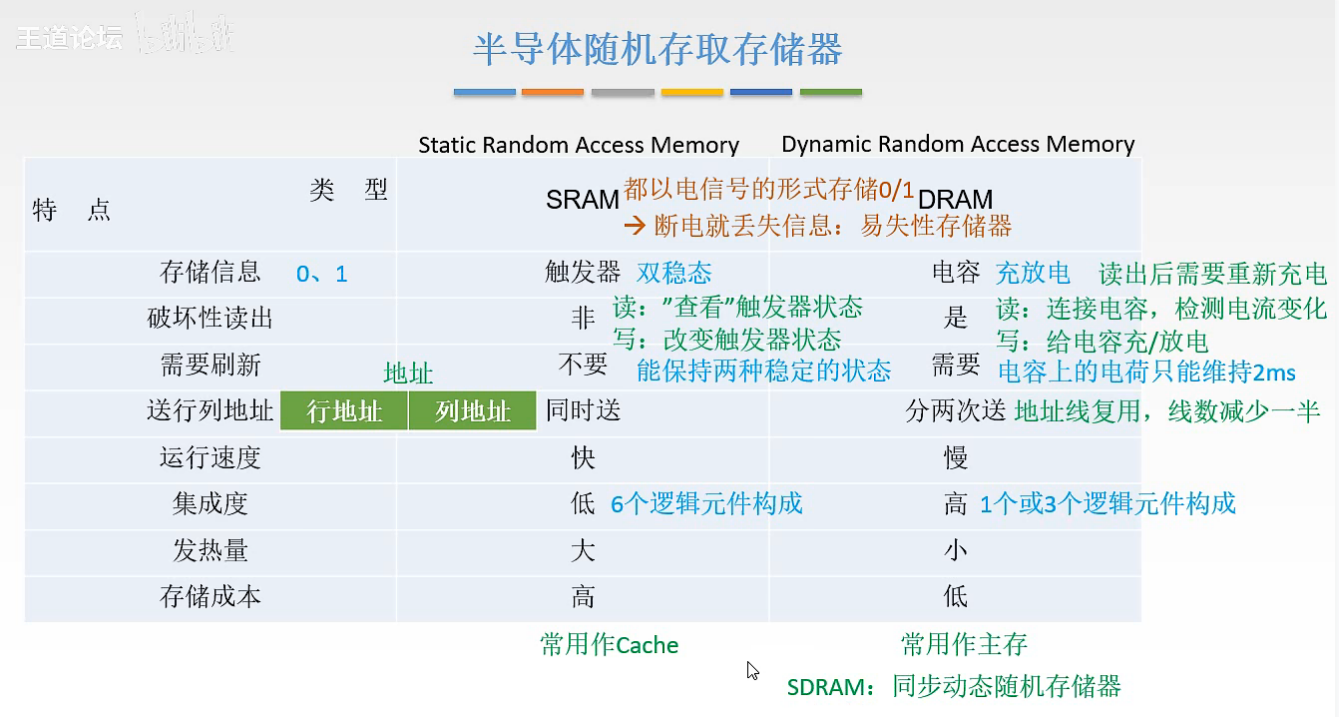 王道论坛 bilibili
半导体随机存取存储器
Static Random Access Memory Dynamic Random Access Memory
类 型
特 点
SRAM 都以电信号的形式存储0/1 DRAM
→ 断电就丢失信息：易失性存储器
存储信息 0、1 触发器 双稳态 电容 充放电 读出后需要重新充电
破坏性读出 非 读：”查看”触发器状态 是 读：连接电容，检测电流变化
写：改变触发器状态 写：给电容充/放电
需要刷新 不要 能保持两种稳定的状态 需要 电容上的电荷只能维持2ms
地址
送行列地址 行地址 列地址 同时送 分两次送 地址线复用，线数减少一半
运行速度 快 慢
集成度 低 6个逻辑元件构成 高 1个或3个逻辑元件构成
发热量 大 小
存储成本 高 低
常用作Cache 常用作主存
SDRAM：同步动态随机存储器